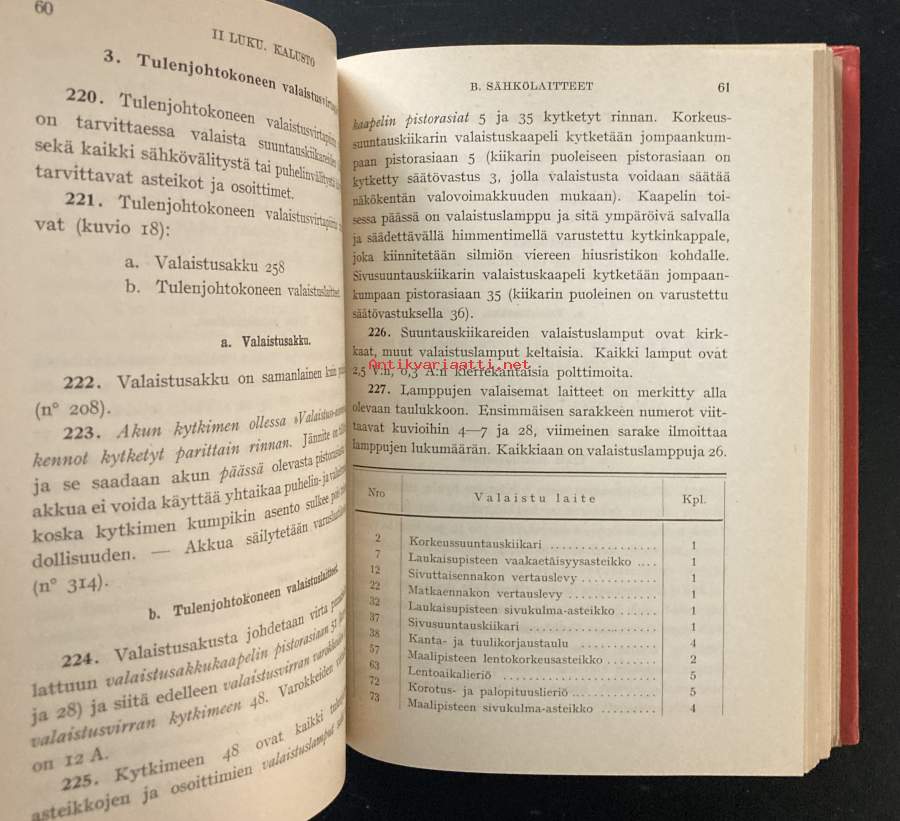 60
II LUKU. KALUSTO
3. Tulenjohtokoneen
220. Tulenjohtokoneen valaistusvirtapiirin
on tarvittaessa valaista suuntauskiikareiden
sekä kaikki sähkövälitystä tai puhelinvälitystä
tarvittavat asteikot ja osoittimet.
221. Tulenjohtokoneen valaistusvirtapiirin
vat (kuvio 18):
a. Valaistusakku 258
b. Tulenjohtokoneen valaistuslaitteet.
a. Valaistusakku.
222. Valaistusakku on samanlainen kuin
(n° 208).
223. Akun kytkimen ollessa
kennot kytketyt parittain rinnan. Jännite on
ja se saadaan akun päässä olevasta pistorasiasta
akkua ei voida käyttää yhtaikaa puhelin- ja
koska kytkimen kumpikin asento sulkee pois
dollisuuden. — Akkua säilytetään
(n° 314).
b. Tulenjohtokoneen valaistuslaitteet.
224. Valaistusakusta johdetaan virta
lattuun valaistusakkukaapelin pistorasiaan 51
ja 28) ja siitä edelleen valaistusvirran varokkeiden
valaistusvirran kytkimeen 48. Varokkeiden
on 12 A.
225. Kytkimeen 48 ovat kaikki
asteikkojen ja osoittimien valaistuslamput
B. SÄHKÖLAITTEET 61
kaapelin pistorasiat 5 ja 35 kytketyt rinnan. Korkeus-
suuntauskiikarin valaistuskaapeli kytketään jompaankum-
paan pistorasiaan 5 (kiikarin puoleiseen pistorasiaan on
kytketty säätövastus 3, jolla valaistusta voidaan säätää
näkökentän valovoimakkuuden mukaan). Kaapelin toi-
sessa päässä on valaistuslamppu ja sitä ympäröivä salvalla
ja säädettävällä himmentimellä varustettu kytkinkappale,
joka kiinnitetään silmiön viereen hiusristikon kohdalle.
Sivusuuntauskiikarin valaistuskaapeli kytketään jompaan-
kumpaan pistorasiaan 35 (kiikarin puoleinen on varustettu
säätövastuksella 36).
226. Suuntauskiikareiden valaistuslamput ovat kirk-
kaat, muut valaistuslamput keltaisia. Kaikki lamput ovat
Antikvariaatti.net
2,5 V:n, 0,3 A:n kierrekantaisia polttimoita.
227. Lamppujen valaisemat laitteet on merkitty alla
olevaan taulukkoon. Ensimmäisen sarakkeen numerot viit-
taavat kuvioihin 4—7 ja 28, viimeinen sarake ilmoittaa
lamppujen lukumäärän. Kaikkiaan on valaistuslamppuja 26.
Nro Valaistu laite Kpl.
2 Korkeussuuntauskiikari ................ 1
7 Laukaisupisteen vaakaetäisyysasteikko .... 1
12 Sivuttaisennakon vertauslevy ........... 1
22 Matkaennakon vertauslevy ............. 1
32 Laukaisupisteen sivukulma-asteikko ...... 1
37 Sivusuuntauskiikari .................... 1
38 Kanta- ja tuulikorjaustaulu ............ 4
57 Maalipisteen lentokorkeusasteikko ........ 2
63 Lentoaikalieriö ....................... 5
72 Korotus- ja palopituuslieriö ............. 5
73 Maalipisteen sivukulma-asteikko ......... 4